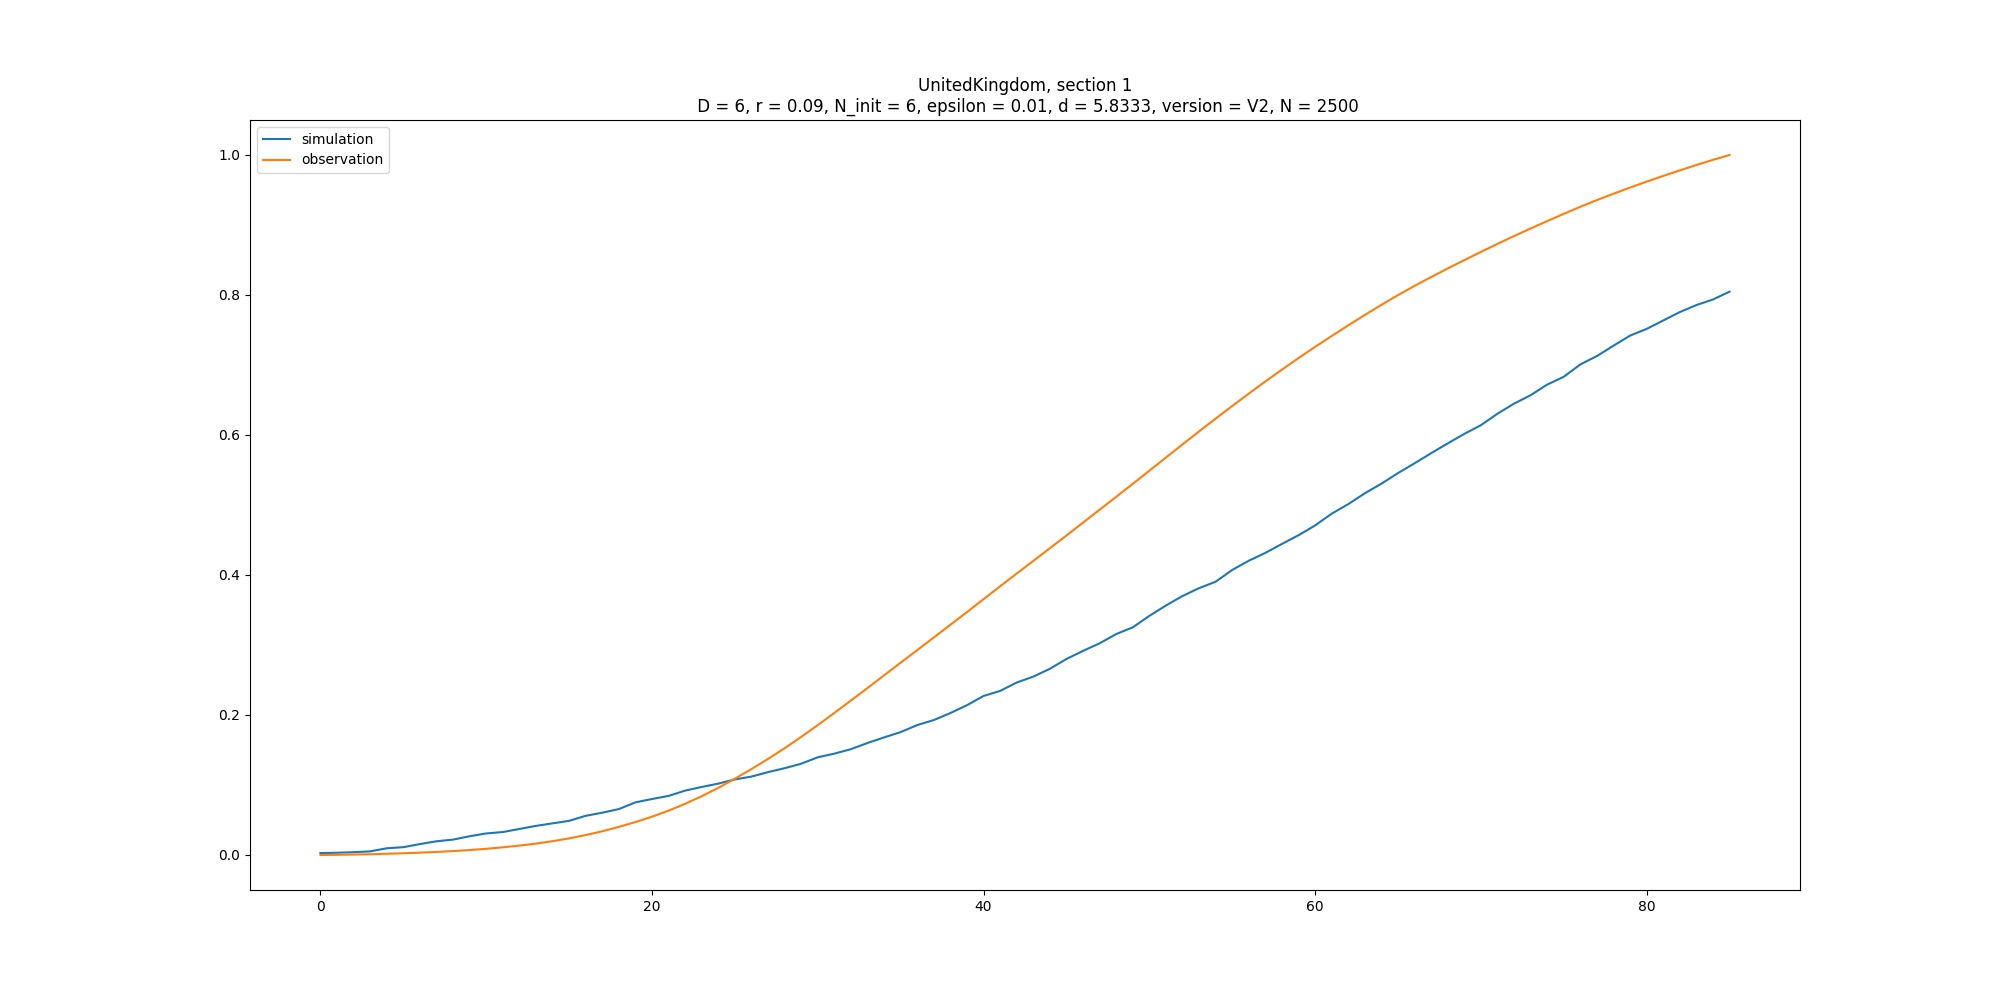 UnitedKingdom, section 1
D = 6, r = 0.09, N_init = 6, epsilon = 0.01, d = 5.8333, version = V2, N = 2500
simulation
observation
1.0
0.8
0.6
0.4
0.2
0.0
0 20 40 60 80